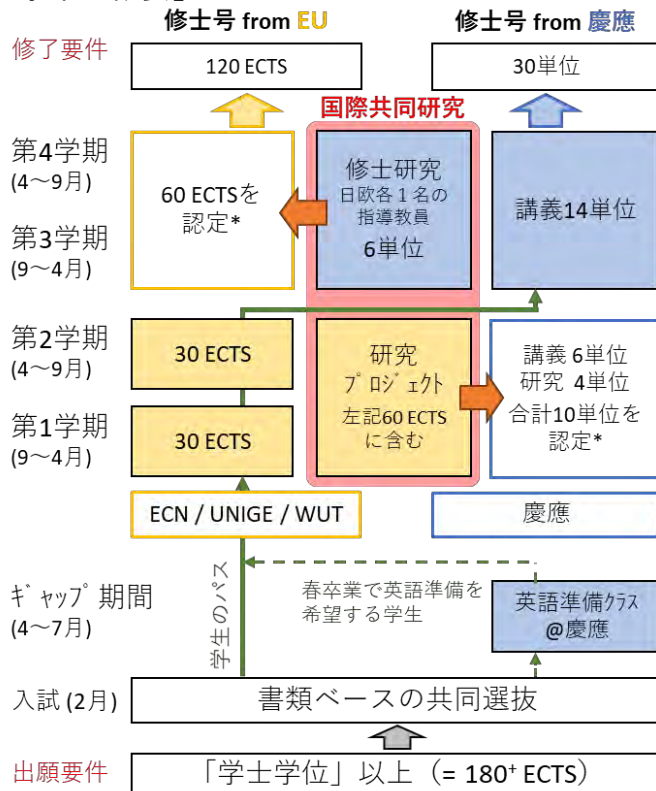 修士号 from EU
修士号 from 慶應
修了要件
120 ECTS
30単位
国際共同研究
第4学期
(4～9月)
第3学期
(9～4月)
60 ECTSを
認定*
修士研究
日欧各１名の
指導教員
6単位
講義14単位
第2学期
(4～9月)
第1学期
(9～4月)
30 ECTS
30 ECTS
研究
プロジェクト
左記60 ECTS
に含む
講義 6単位
研究 4単位
合計10単位を
認定*
ECN / UNIGE / WUT
慶應
ギャップ期間
(4～7月)
学生のパス
春卒業で英語準備を
希望する学生
英語準備クラス
@慶應
入試 (2月)
書類ベースの共同選抜
出願要件
「学士学位」以上（= 180⁺ ECTS）